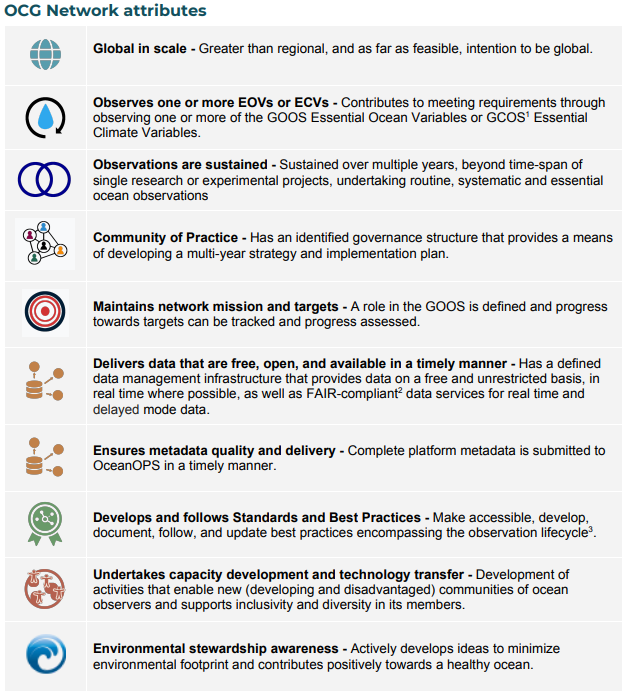 OCG Network attributes
Global in scale - Greater than regional, and as far as feasible, intention to be global.
Observes one or more EOVs or ECVs - Contributes to meeting requirements through
observing one or more of the GOOS Essential Ocean Variables or GCOS¹ Essential
Climate Variables.
Observations are sustained - Sustained over multiple years, beyond time-span of
single research or experimental projects, undertaking routine, systematic and essential
ocean observations
Community of Practice - Has an identified governance structure that provides a means
of developing a multi-year strategy and implementation plan.
Maintains network mission and targets - A role in the GOOS is defined and progress
towards targets can be tracked and progress assessed.
Delivers data that are free, open, and available in a timely manner - Has a defined
data management infrastructure that provides data on a free and unrestricted basis, in
real time where possible, as well as FAIR-compliant² data services for real time and
delayed mode data.
Ensures metadata quality and delivery - Complete platform metadata is submitted to
OceanOPS in a timely manner.
Develops and follows Standards and Best Practices - Make accessible, develop,
document, follow, and update best practices encompassing the observation lifecycle³.
Undertakes capacity development and technology transfer - Development of
activities that enable new (developing and disadvantaged) communities of ocean
observers and supports inclusivity and diversity in its members.
Environmental stewardship awareness - Actively develops ideas to minimize
environmental footprint and contributes positively towards a healthy ocean.